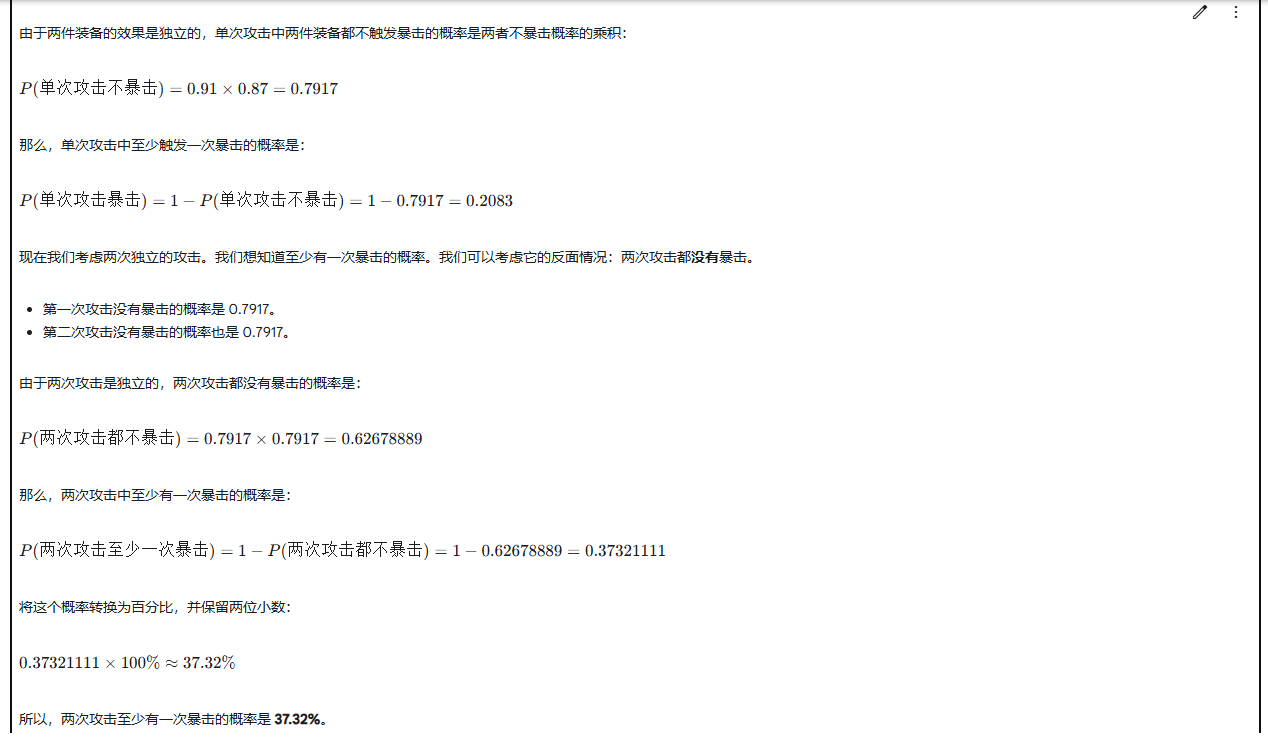 由于两件装备的效果是独立的，单次攻击中两件装备都不触发暴击的概率是两者不暴击概率的乘积：
P(单次攻击不暴击) = 0.91 × 0.87 = 0.7917
那么，单次攻击中至少触发一次暴击的概率是：
P(单次攻击暴击) = 1 − P(单次攻击不暴击) = 1 − 0.7917 = 0.2083
现在我们考虑两次独立的攻击。我们想知道至少有一次暴击的概率。我们可以考虑它的反面情况：两次攻击都没有暴击。
• 第一次攻击没有暴击的概率是 0.7917。
• 第二次攻击没有暴击的概率也是 0.7917。
由于两次攻击是独立的，两次攻击都没有暴击的概率是：
P(两次攻击都不暴击) = 0.7917 × 0.7917 = 0.62678889
那么，两次攻击中至少有一次暴击的概率是：
P(两次攻击至少一次暴击) = 1 − P(两次攻击都不暴击) = 1 − 0.62678889 = 0.37321111
将这个概率转换为百分比，并保留两位小数：
0.37321111 × 100% ≈ 37.32%
所以，两次攻击至少有一次暴击的概率是 37.32%。